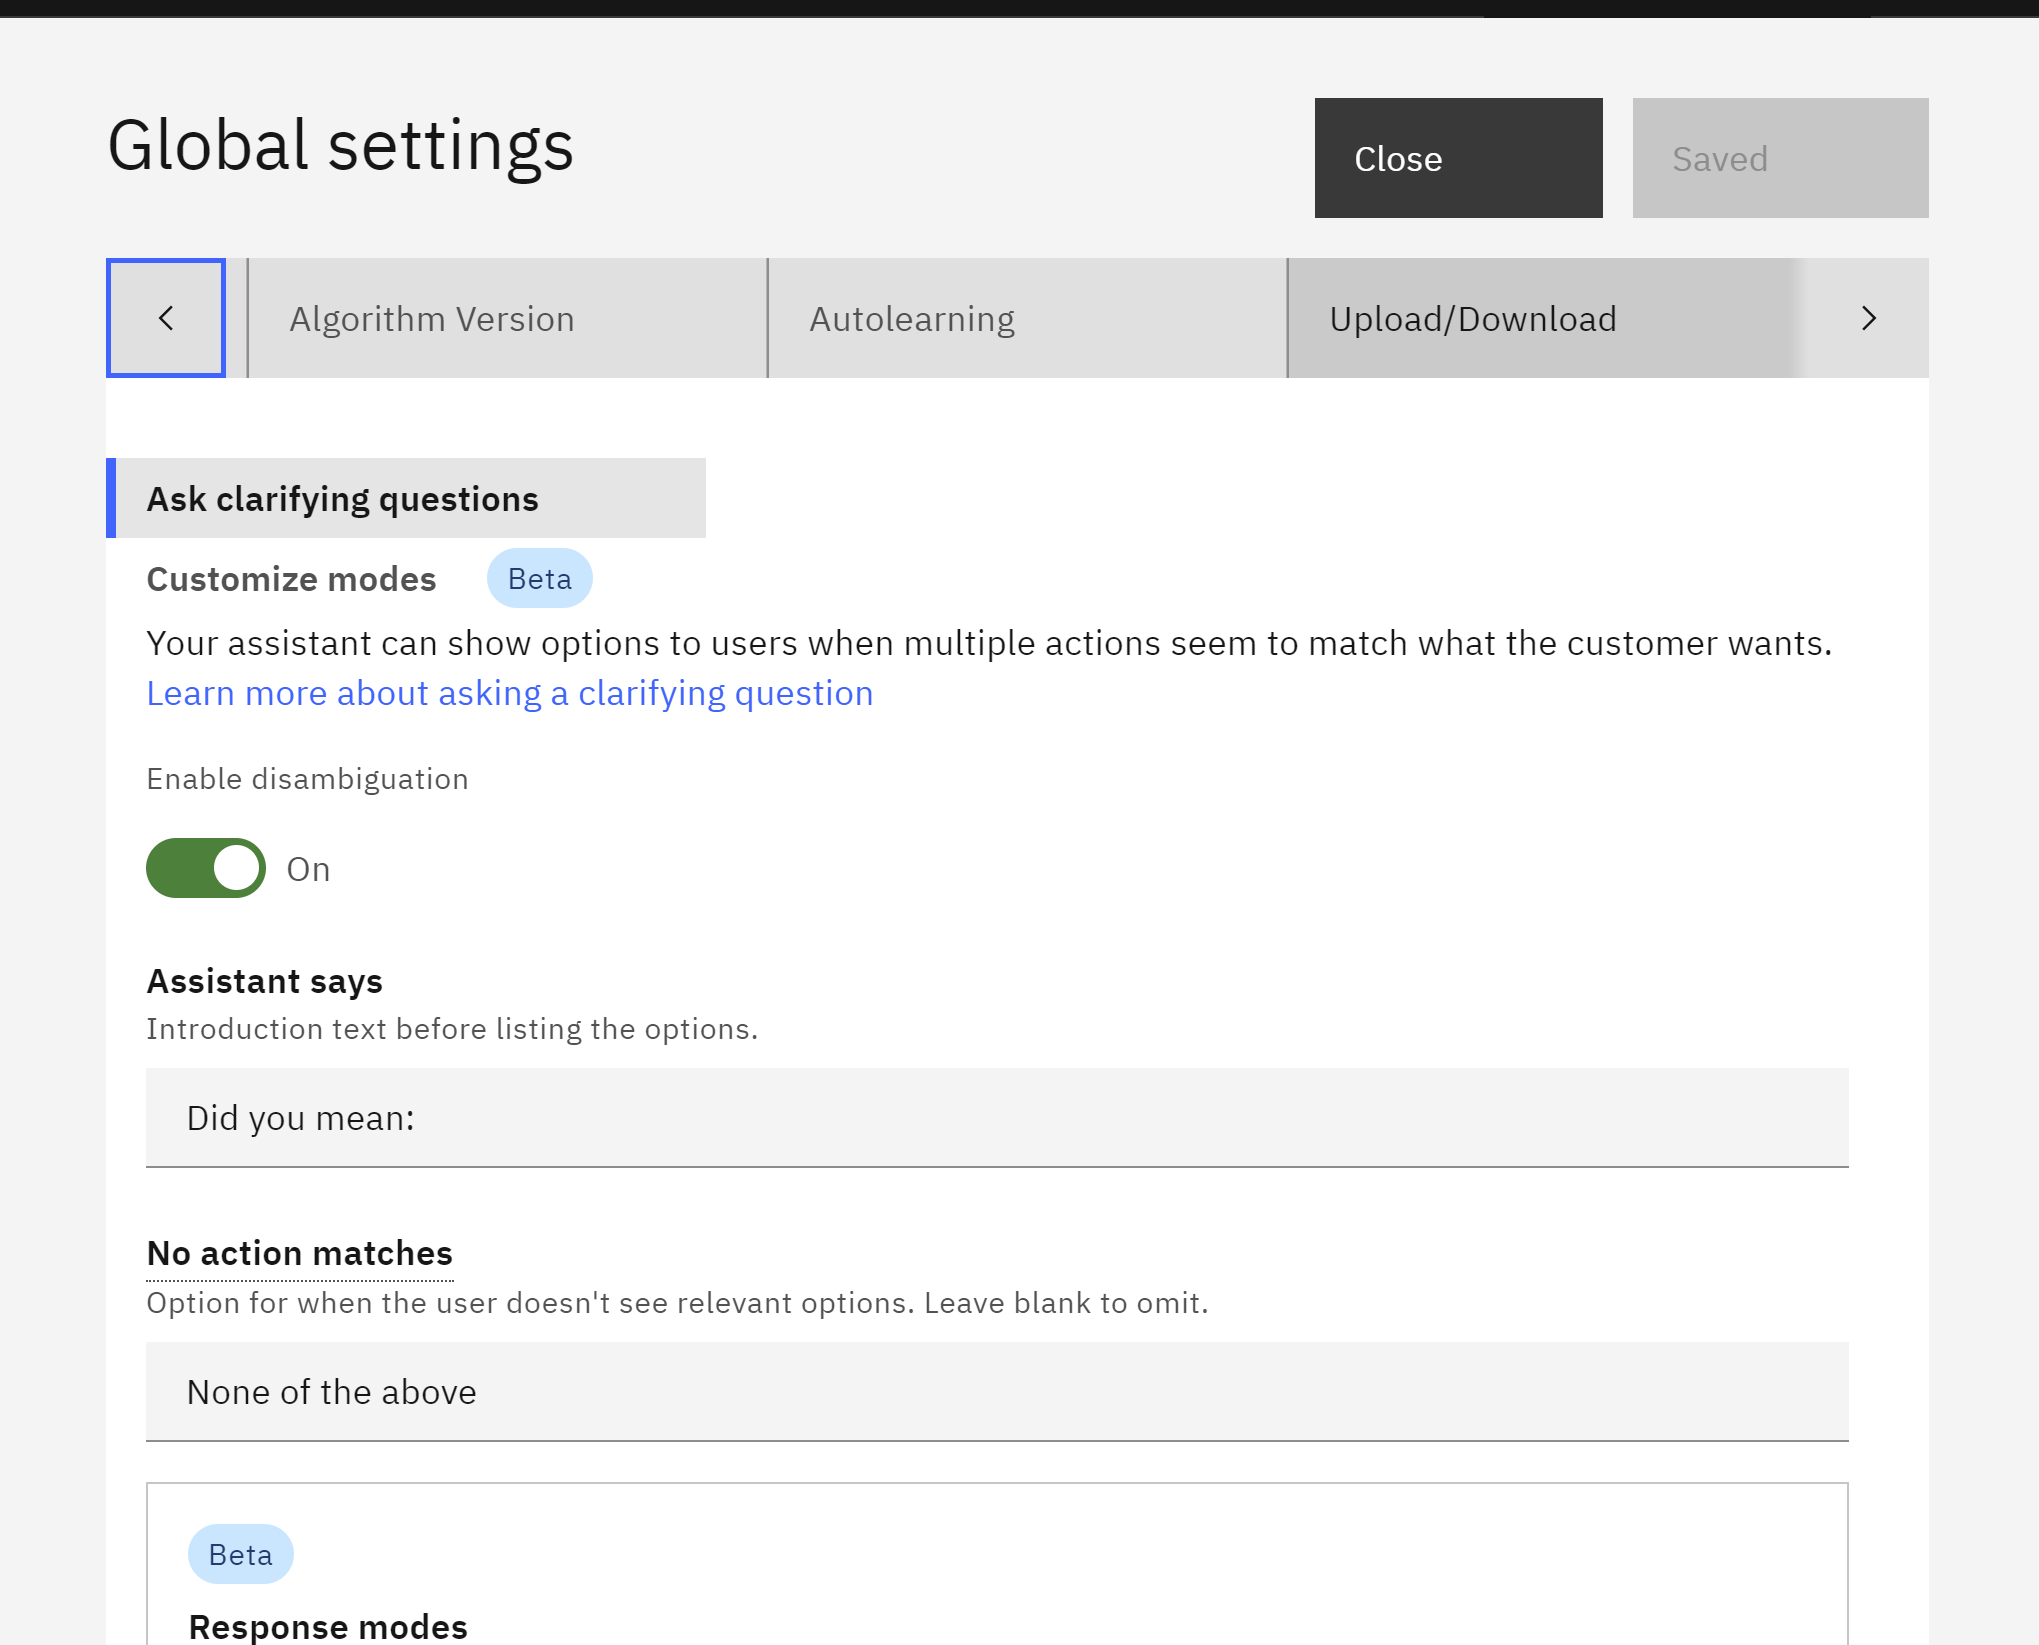 Global settings
Close
Saved
Algorithm Version
Autolearning
Upload/Download
Ask clarifying questions
Customize modes
Beta
Your assistant can show options to users when multiple actions seem to match what the customer wants.
Learn more about asking a clarifying question
Enable disambiguation
On
Assistant says
Introduction text before listing the options.
Did you mean:
No action matches
Option for when the user doesn't see relevant options. Leave blank to omit.
None of the above
Beta
Response modes